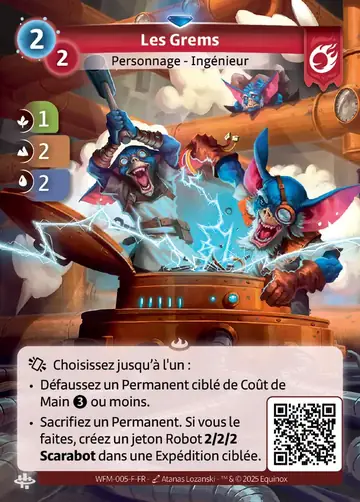 2
2
Les Grems
Personnage - Ingénieur
1
2
2
Choisissez jusqu'à l'un :
• Défaussez un Permanent ciblé de Coût de
Main 3 ou moins.
• Sacrifiez un Permanent. Si vous le
faites, créez un jeton Robot 2/2/2
Scarabot dans une Expédition ciblée.
WFM-005-F-FR - Atanas Lozanski - ™ & © 2025 Equinox